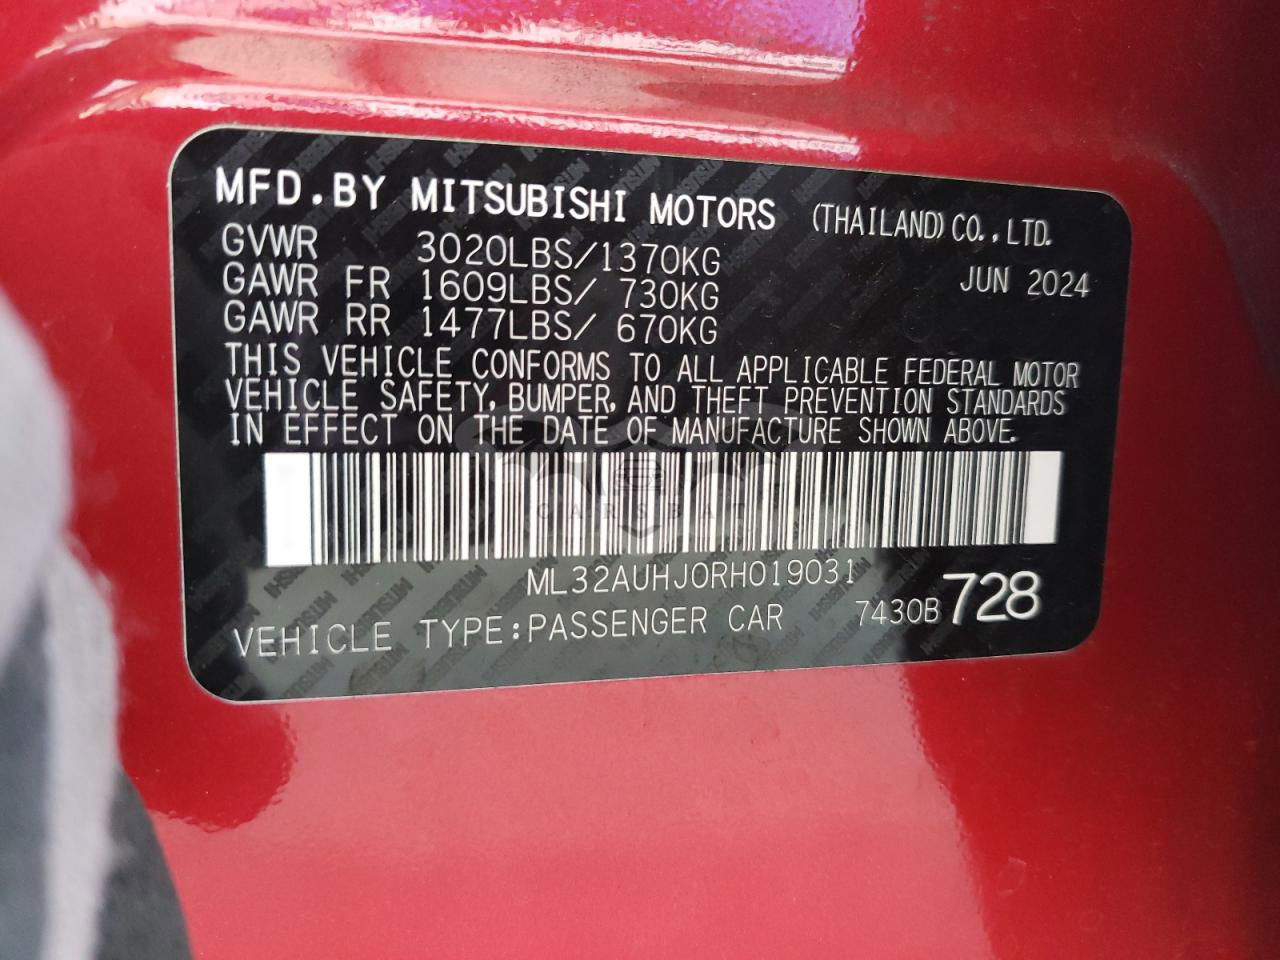 MFD.BY MITSUBISHI MOTORS (THAILAND) CO., LTD.
GVWR 3020LBS/1370KG JUN 2024
GAWR FR 1609LBS/ 730KG
GAWR RR 1477LBS/ 670KG
THIS VEHICLE CONFORMS TO ALL APPLICABLE FEDERAL MOTOR
VEHICLE SAFETY, BUMPER, AND THEFT PREVENTION STANDARDS
IN EFFECT ON THE DATE OF MANUFACTURE SHOWN ABOVE.
ML32AUHJ0RH019031
VEHICLE TYPE:PASSENGER CAR 7430B 728